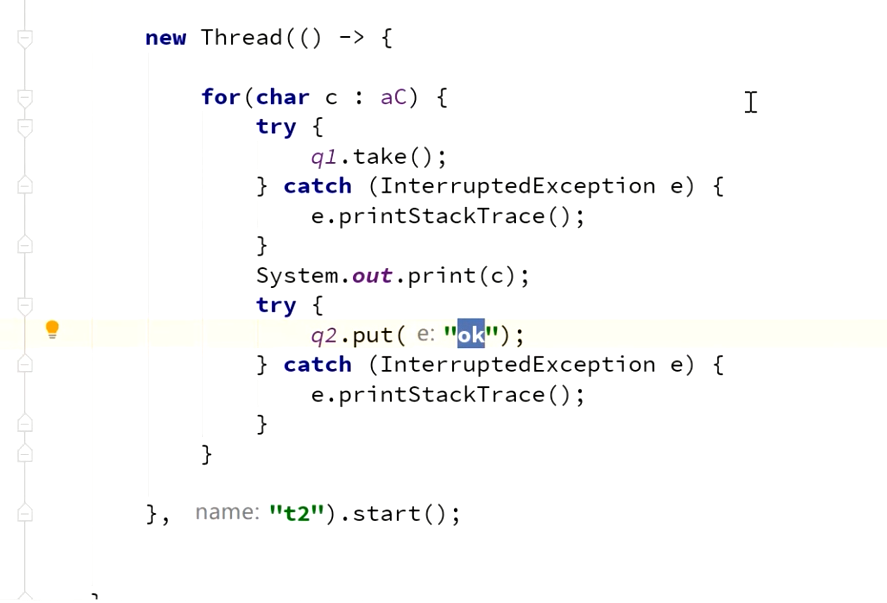 new Thread(() -> {
for(char c : aC) {
try {
q1.take();
} catch (InterruptedException e) {
e.printStackTrace();
}
System.out.print(c);
try {
q2.put( e: "ok");
} catch (InterruptedException e) {
e.printStackTrace();
}
}
}, name: "t2").start();
}